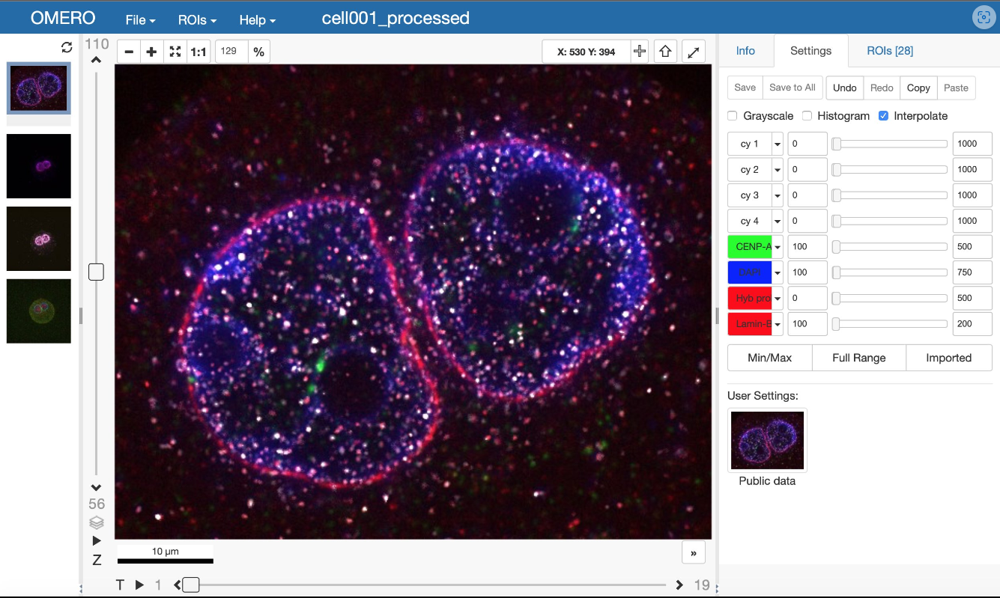 OMERO File ROIs Help cell001_processed
110
1:1 129 %
X: 530 Y: 394
56
Z
10 µm
»
T 1 19
Info Settings ROIs [28]
Save Save to All Undo Redo Copy Paste
Grayscale Histogram Interpolate
cy 1 0 1000
cy 2 0 1000
cy 3 0 1000
cy 4 0 1000
CENP-A 100 500
DAPI 100 750
Hyb pro 0 500
Lamin-B 100 200
Min/Max Full Range Imported
User Settings:
Public data